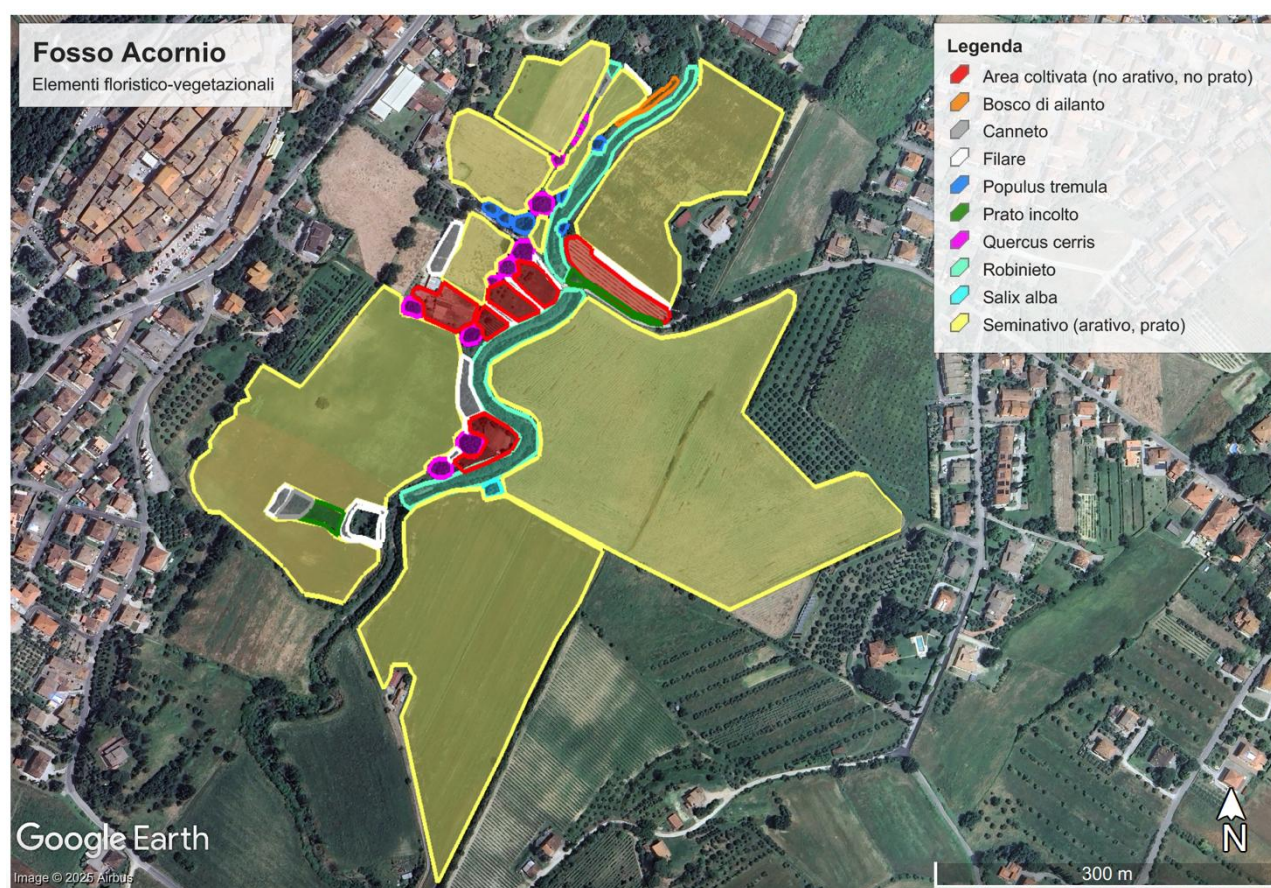 Fosso Acornio
Elementi floristico-vegetazionali
Legenda
Area coltivata (no arativo, no prato)
Bosco di ailanto
Canneto
Filare
Populus tremula
Prato incolto
Quercus cerris
Robinieto
Salix alba
Seminativo (arativo, prato)
Google Earth
Image © 2025 Airbus
N
300 m